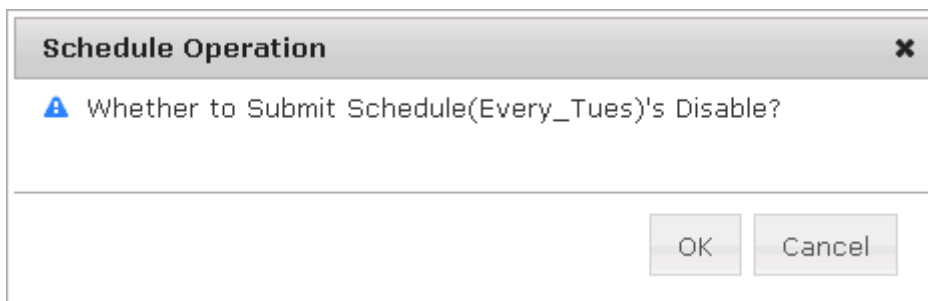 Schedule Operation
Whether to Submit Schedule(Every_Tues)'s Disable?
OK
Cancel